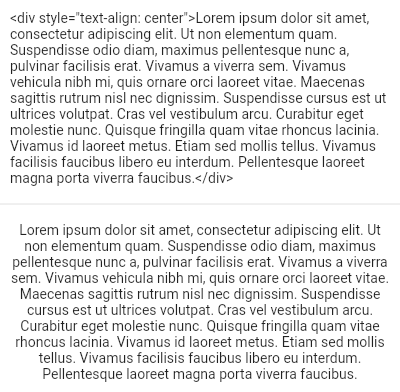 <div style="text-align: center">Lorem ipsum dolor sit amet,
consectetur adipiscing elit. Ut non elementum quam.
Suspendisse odio diam, maximus pellentesque nunc a,
pulvinar facilisis erat. Vivamus a viverra sem. Vivamus
vehicula nibh mi, quis ornare orci laoreet vitae. Maecenas
sagittis rutrum nisl nec dignissim. Suspendisse cursus est ut
ultrices volutpat. Cras vel vestibulum arcu. Curabitur eget
molestie nunc. Quisque fringilla quam vitae rhoncus lacinia.
Vivamus id laoreet metus. Etiam sed mollis tellus. Vivamus
facilisis faucibus libero eu interdum. Pellentesque laoreet
magna porta viverra faucibus.</div>
Lorem ipsum dolor sit amet, consectetur adipiscing elit. Ut
non elementum quam. Suspendisse odio diam, maximus
pellentesque nunc a, pulvinar facilisis erat. Vivamus a viverra
sem. Vivamus vehicula nibh mi, quis ornare orci laoreet vitae.
Maecenas sagittis rutrum nisl nec dignissim. Suspendisse
cursus est ut ultrices volutpat. Cras vel vestibulum arcu.
Curabitur eget molestie nunc. Quisque fringilla quam vitae
rhoncus lacinia. Vivamus id laoreet metus. Etiam sed mollis
tellus. Vivamus facilisis faucibus libero eu interdum.
Pellentesque laoreet magna porta viverra faucibus.